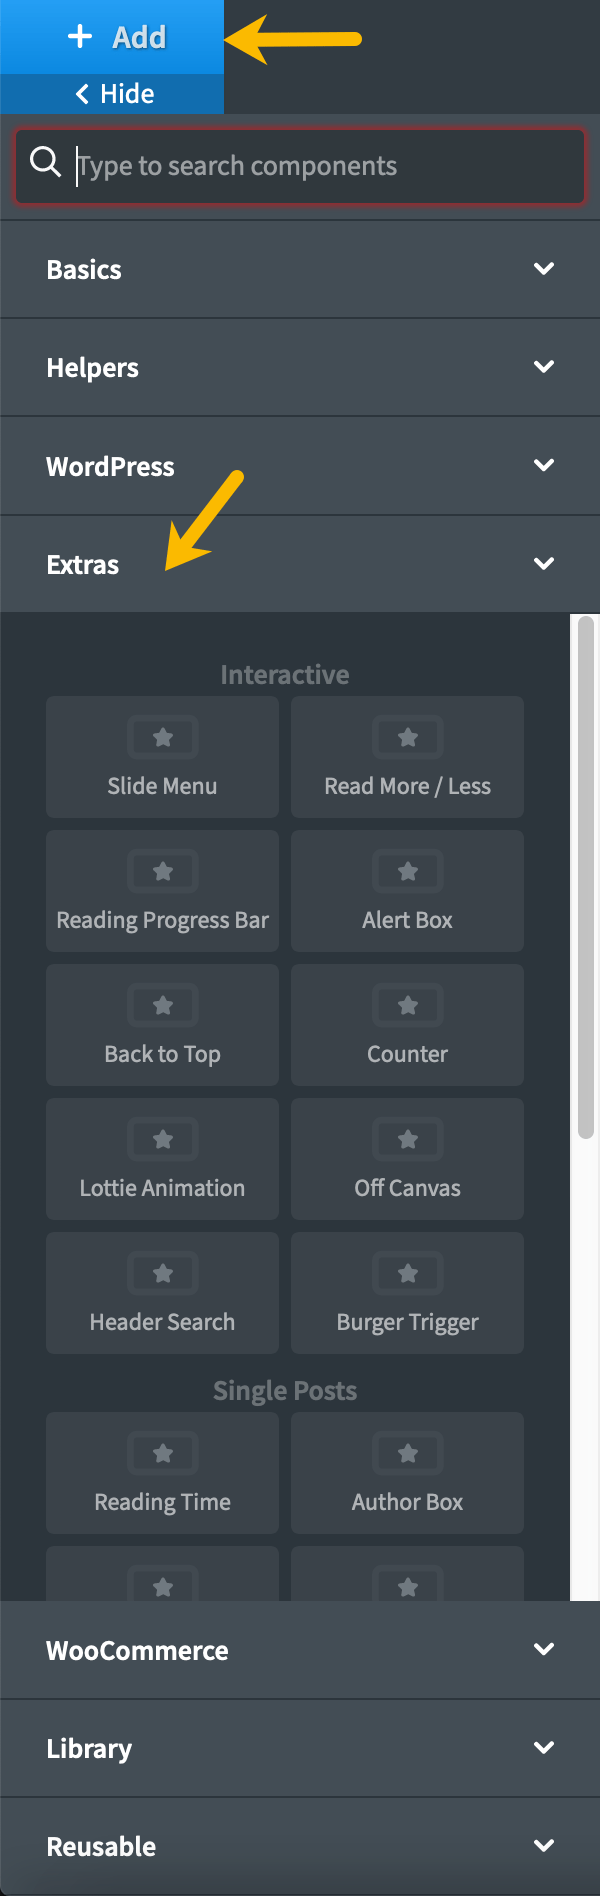 + Add
Hide
Type to search components
Basics
Helpers
WordPress
Extras
Interactive
Slide Menu
Read More / Less
Reading Progress Bar
Alert Box
Back to Top
Counter
Lottie Animation
Off Canvas
Header Search
Burger Trigger
Single Posts
Reading Time
Author Box
WooCommerce
Library
Reusable